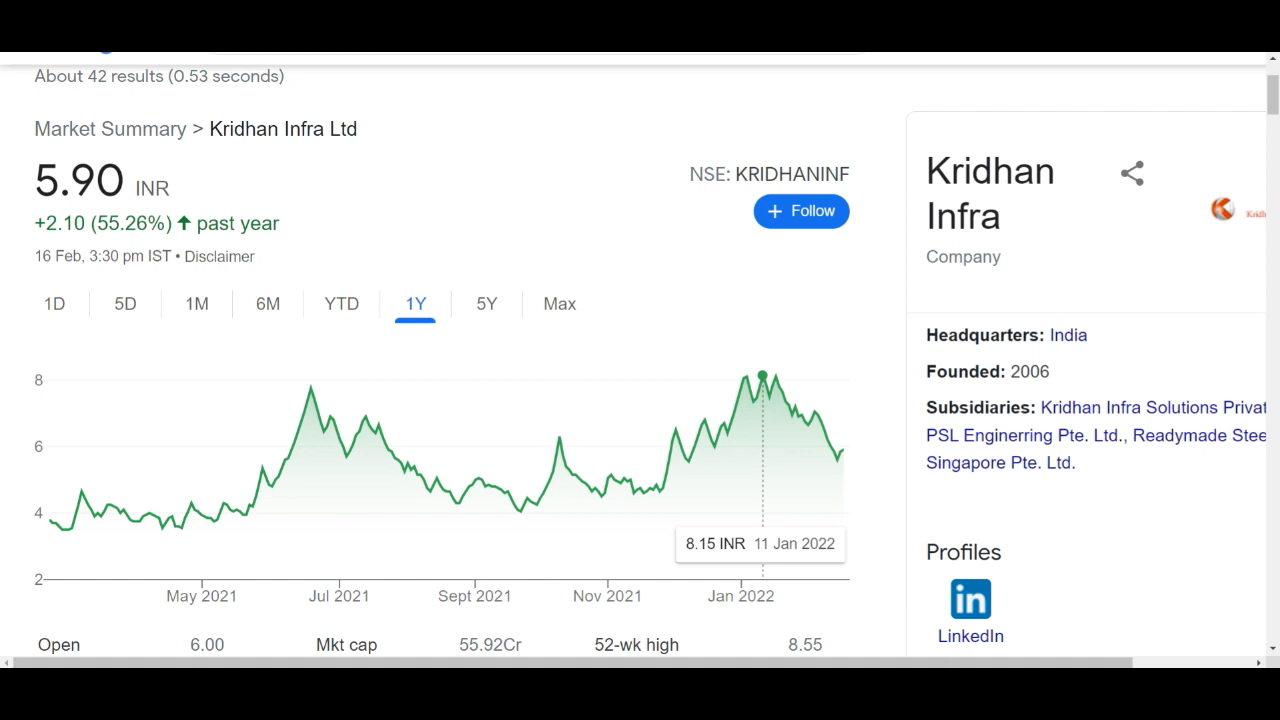 About 42 results (0.53 seconds)
Market Summary > Kridhan Infra Ltd
5.90 INR
NSE: KRIDHANINF
+2.10 (55.26%) ↑ past year
+ Follow
16 Feb, 3:30 pm IST • Disclaimer
1D 5D 1M 6M YTD 1Y 5Y Max
8
6
4
2
8.15 INR 11 Jan 2022
May 2021 Jul 2021 Sept 2021 Nov 2021 Jan 2022
Open 6.00 Mkt cap 55.92Cr 52-wk high 8.55
Kridhan
Infra
Company
Headquarters: India
Founded: 2006
Subsidiaries: Kridhan Infra Solutions Privat
PSL Enginerring Pte. Ltd., Readymade Stee
Singapore Pte. Ltd.
Profiles
in
LinkedIn